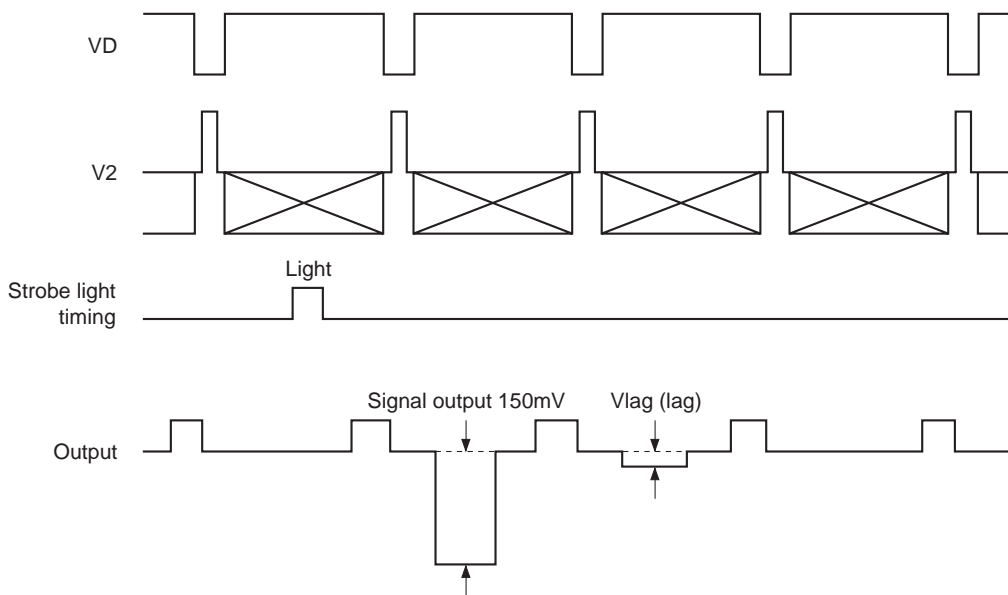 VD
V2
Light
Strobe light
timing
Signal output 150mV
Vlag (lag)
Output